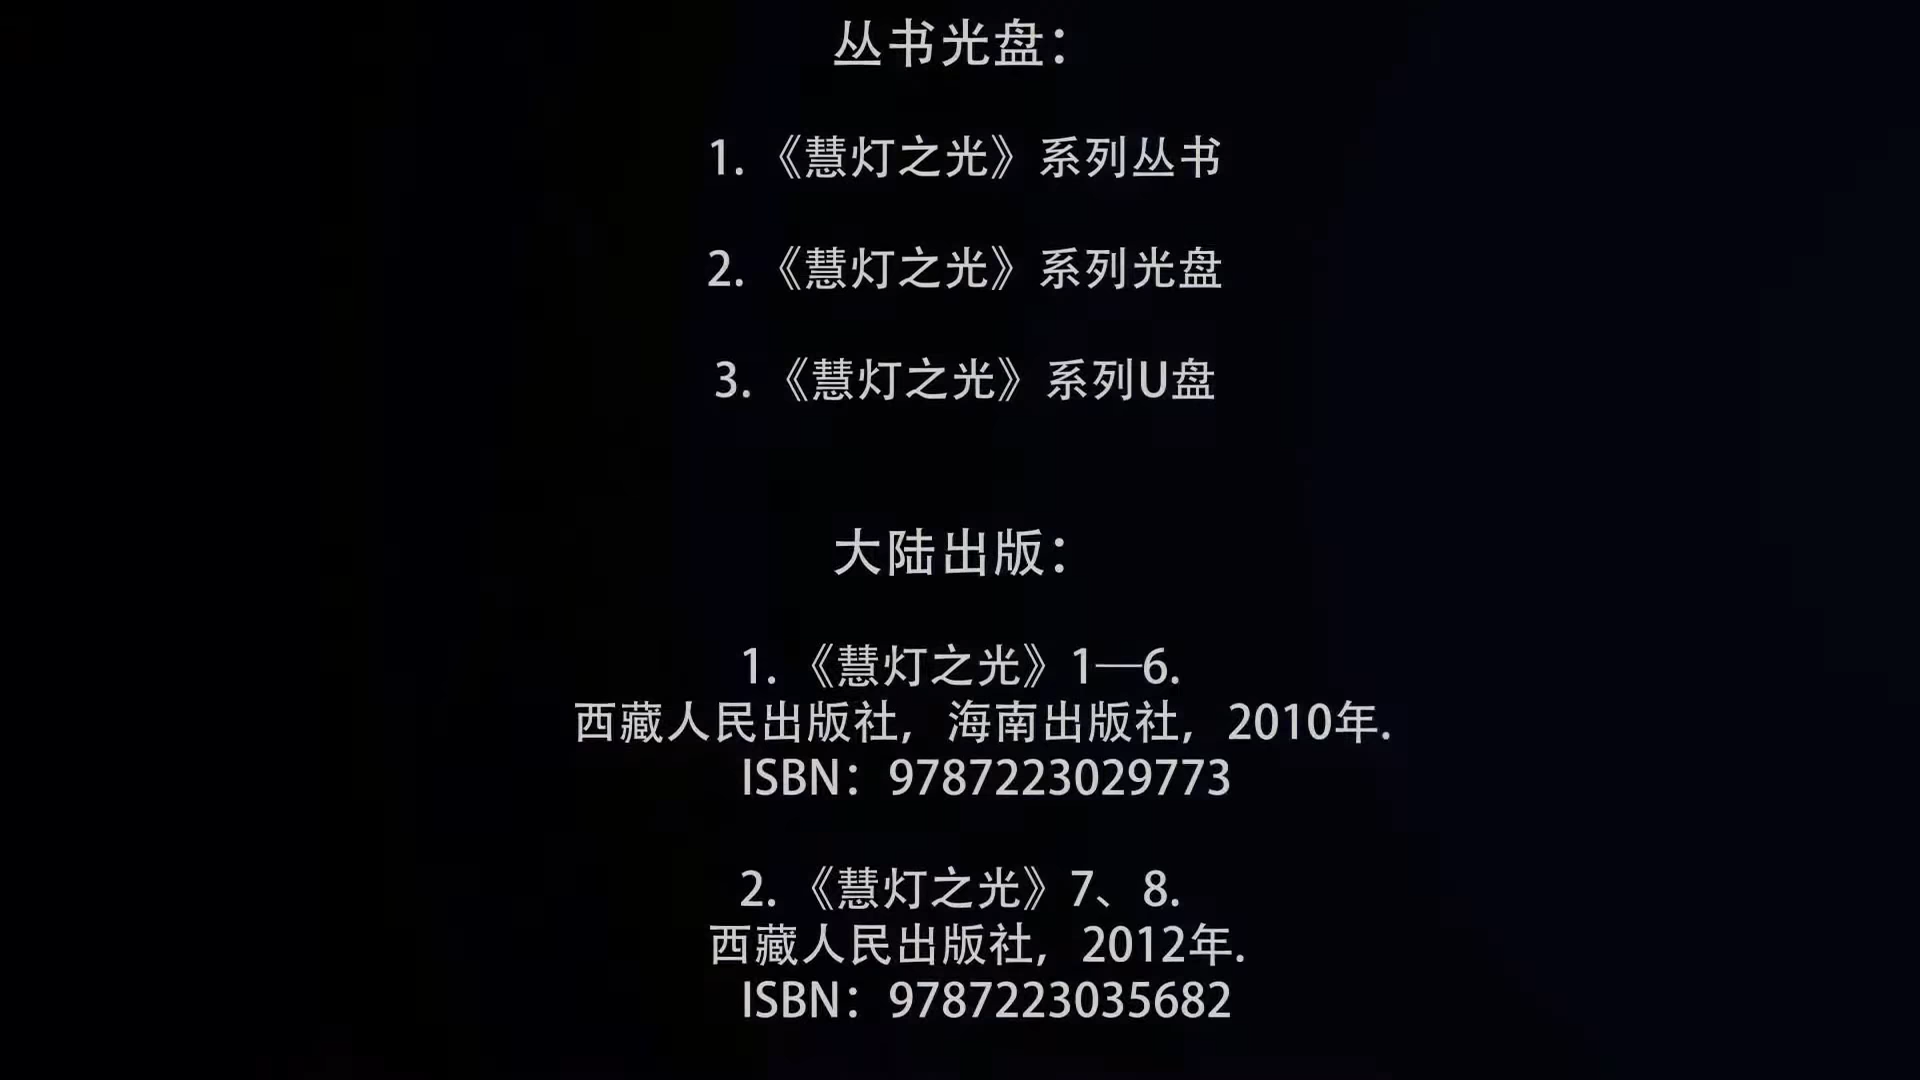 丛书光盘：
1. 《慧灯之光》系列丛书
2. 《慧灯之光》系列光盘
3. 《慧灯之光》系列U盘
大陆出版：
1. 《慧灯之光》1—6.
西藏人民出版社，海南出版社，2010年.
ISBN：9787223029773
2. 《慧灯之光》7、8.
西藏人民出版社，2012年.
ISBN：9787223035682